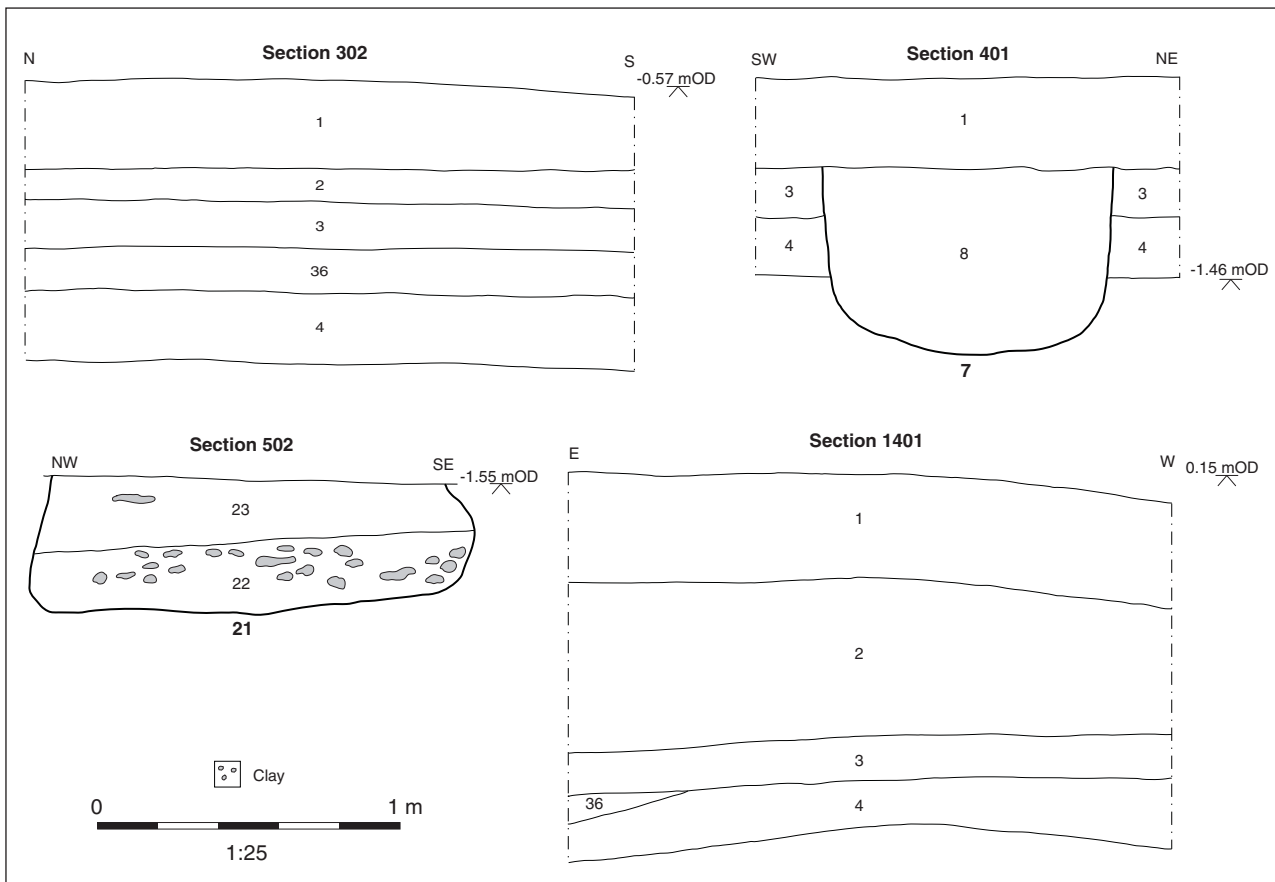 Section 302
N
S
-0.57 mOD
1
2
3
36
4
Section 401
SW
NE
1
3
3
4
8
4
-1.46 mOD
7
Section 502
NW
SE
-1.55 mOD
23
22
21
Section 1401
E
W
0.15 mOD
1
2
3
36
4
Clay
0
1 m
1:25